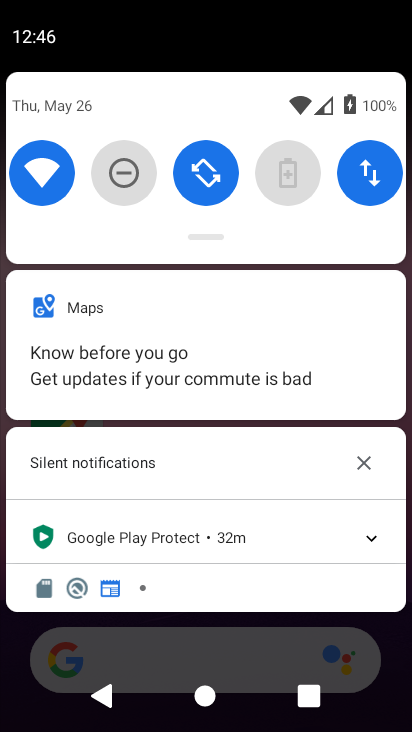 12:46
Thu, May 26
100%
Maps
Know before you go
Get updates if your commute is bad
Silent notifications
Google Play Protect • 32m